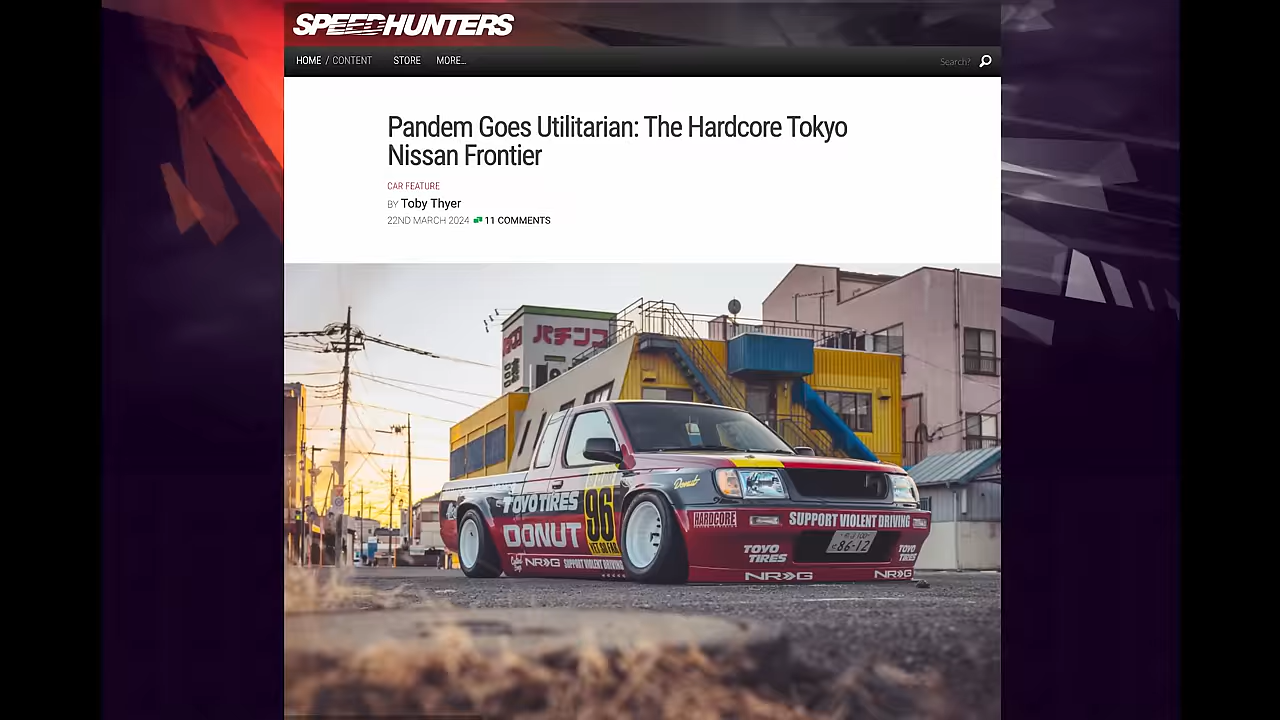 SPEEDHUNTERS
HOME / CONTENT STORE MORE...
Search?
Pandem Goes Utilitarian: The Hardcore Tokyo
Nissan Frontier
CAR FEATURE
BY Toby Thyer
22ND MARCH 2024 11 COMMENTS
パチンコ
TOYO TIRES
DONUT
96
NRG
SUPPORT VIOLENT DRIVING
Donut
HARDCORE
SUPPORT VIOLENT DRIVING
86-12
TOYO
TIRES
TOYO
TIRES
NRG
NRG